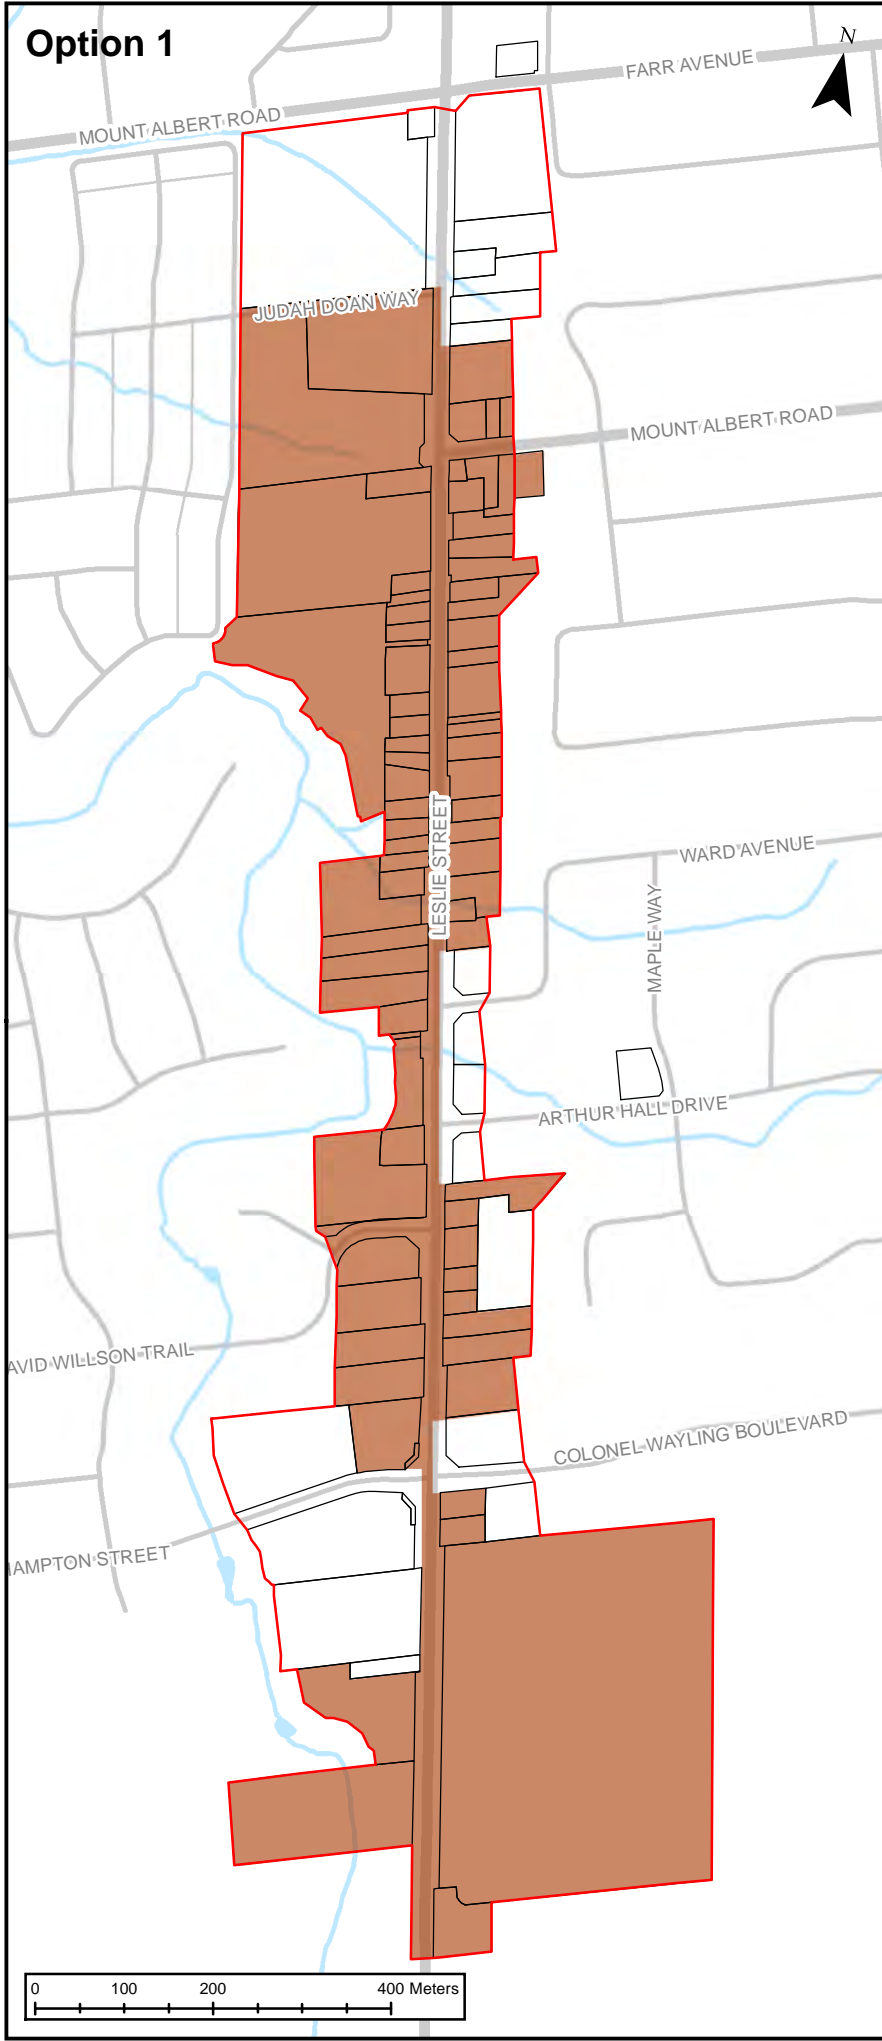 Option 1
N
FARR AVENUE
MOUNT ALBERT ROAD
JUDAH DOAN WAY
MOUNT ALBERT ROAD
LESLIE STREET
WARD AVENUE
MAPLE WAY
ARTHUR HALL DRIVE
AVID WILLSON TRAIL
COLONEL WAYLING BOULEVARD
HAMPTON STREET
0 100 200 400 Meters